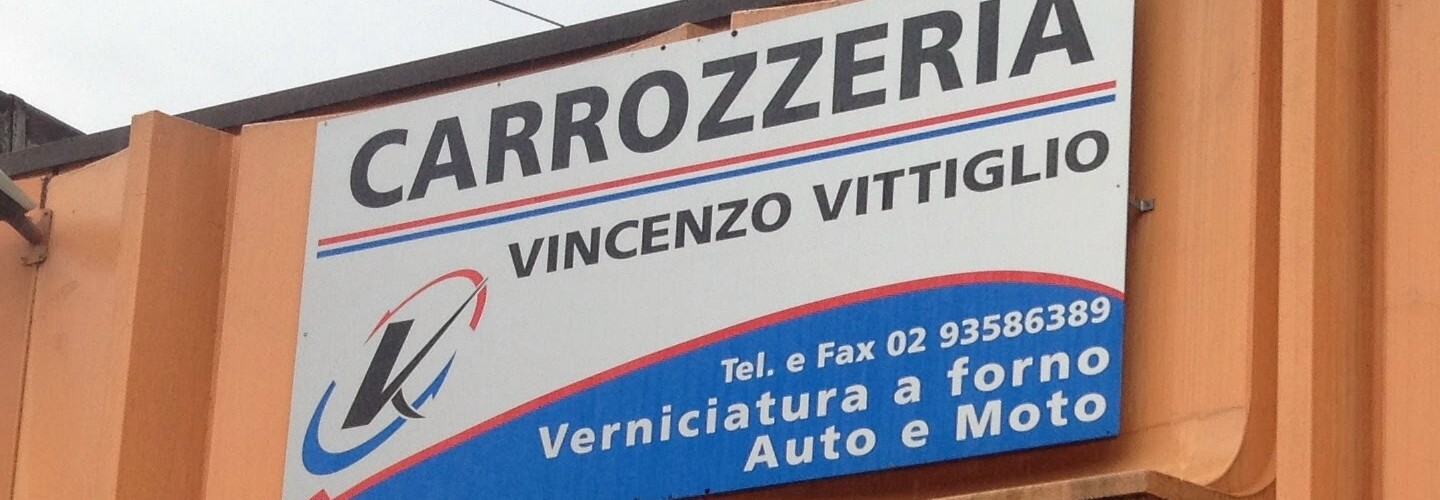 CARROZZERIA
VINCENZO VITTIGLIO
Tel. e Fax 02 93586389
Verniciatura a forno
Auto e Moto